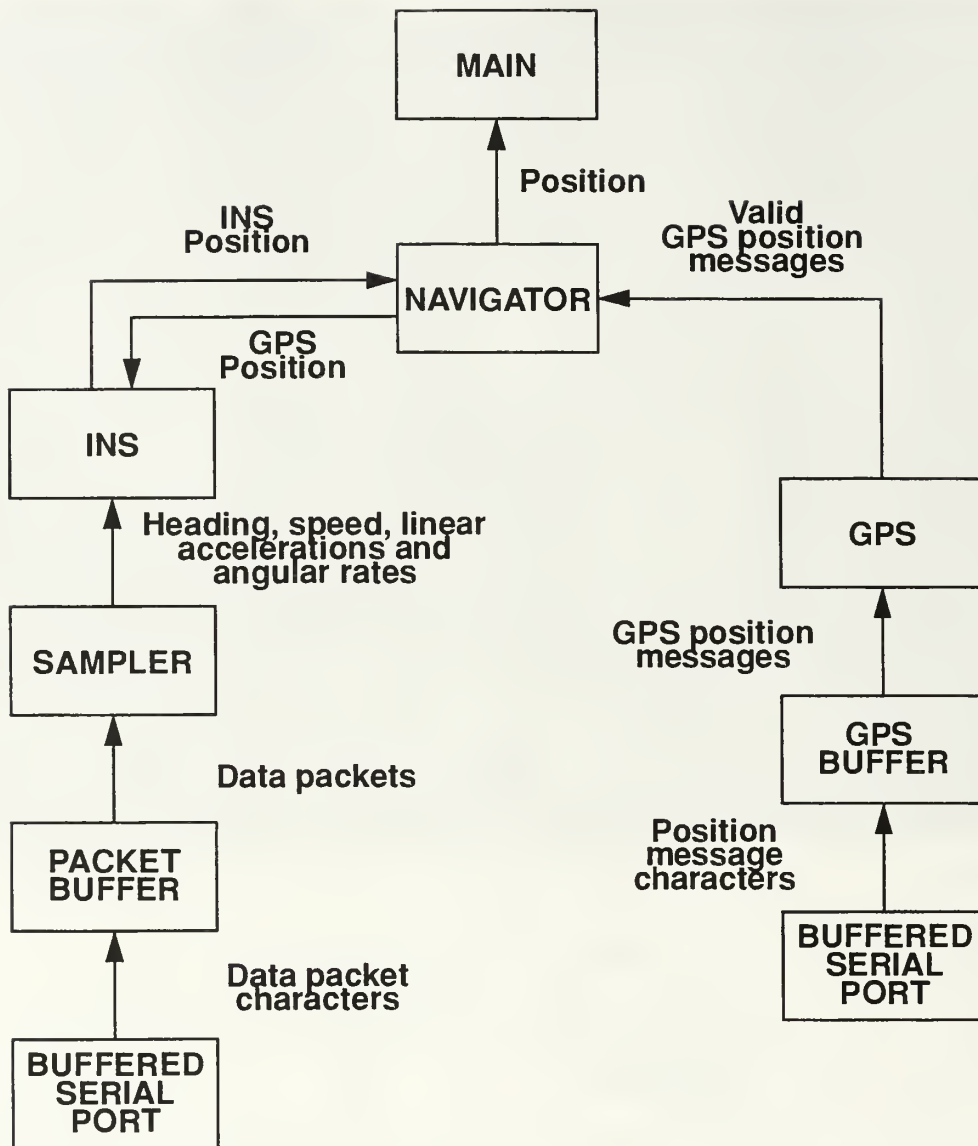 MAIN
Position
INS
Position
Valid
GPS position
messages
NAVIGATOR
GPS
Position
INS
Heading, speed, linear
accelerations and
angular rates
GPS
SAMPLER
GPS position
messages
Data packets
GPS
BUFFER
PACKET
BUFFER
Position
message
characters
Data packet
characters
BUFFERED
SERIAL
PORT
BUFFERED
SERIAL
PORT